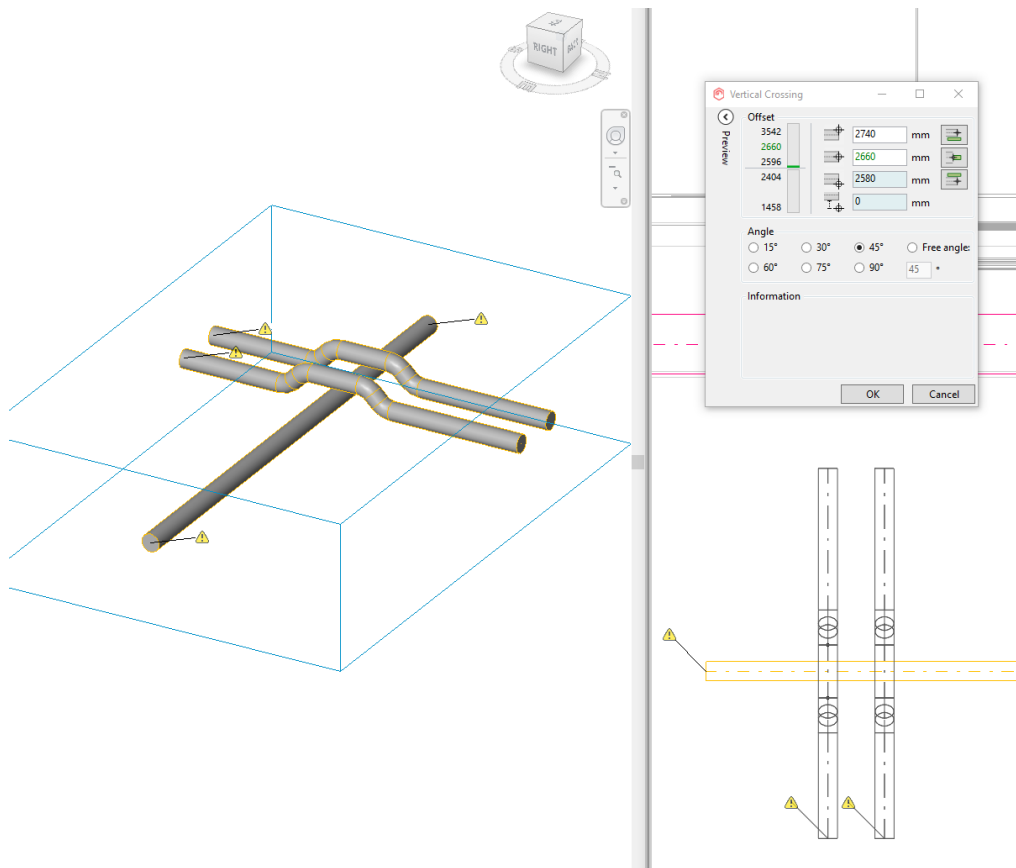 RIGHT
Vertical Crossing
Preview
Offset
3542
2660
2596
2404
1458
2740 mm
2660 mm
2580 mm
0 mm
Angle
15° 30° 45° Free angle:
60° 75° 90° 45 °
Information
OK Cancel